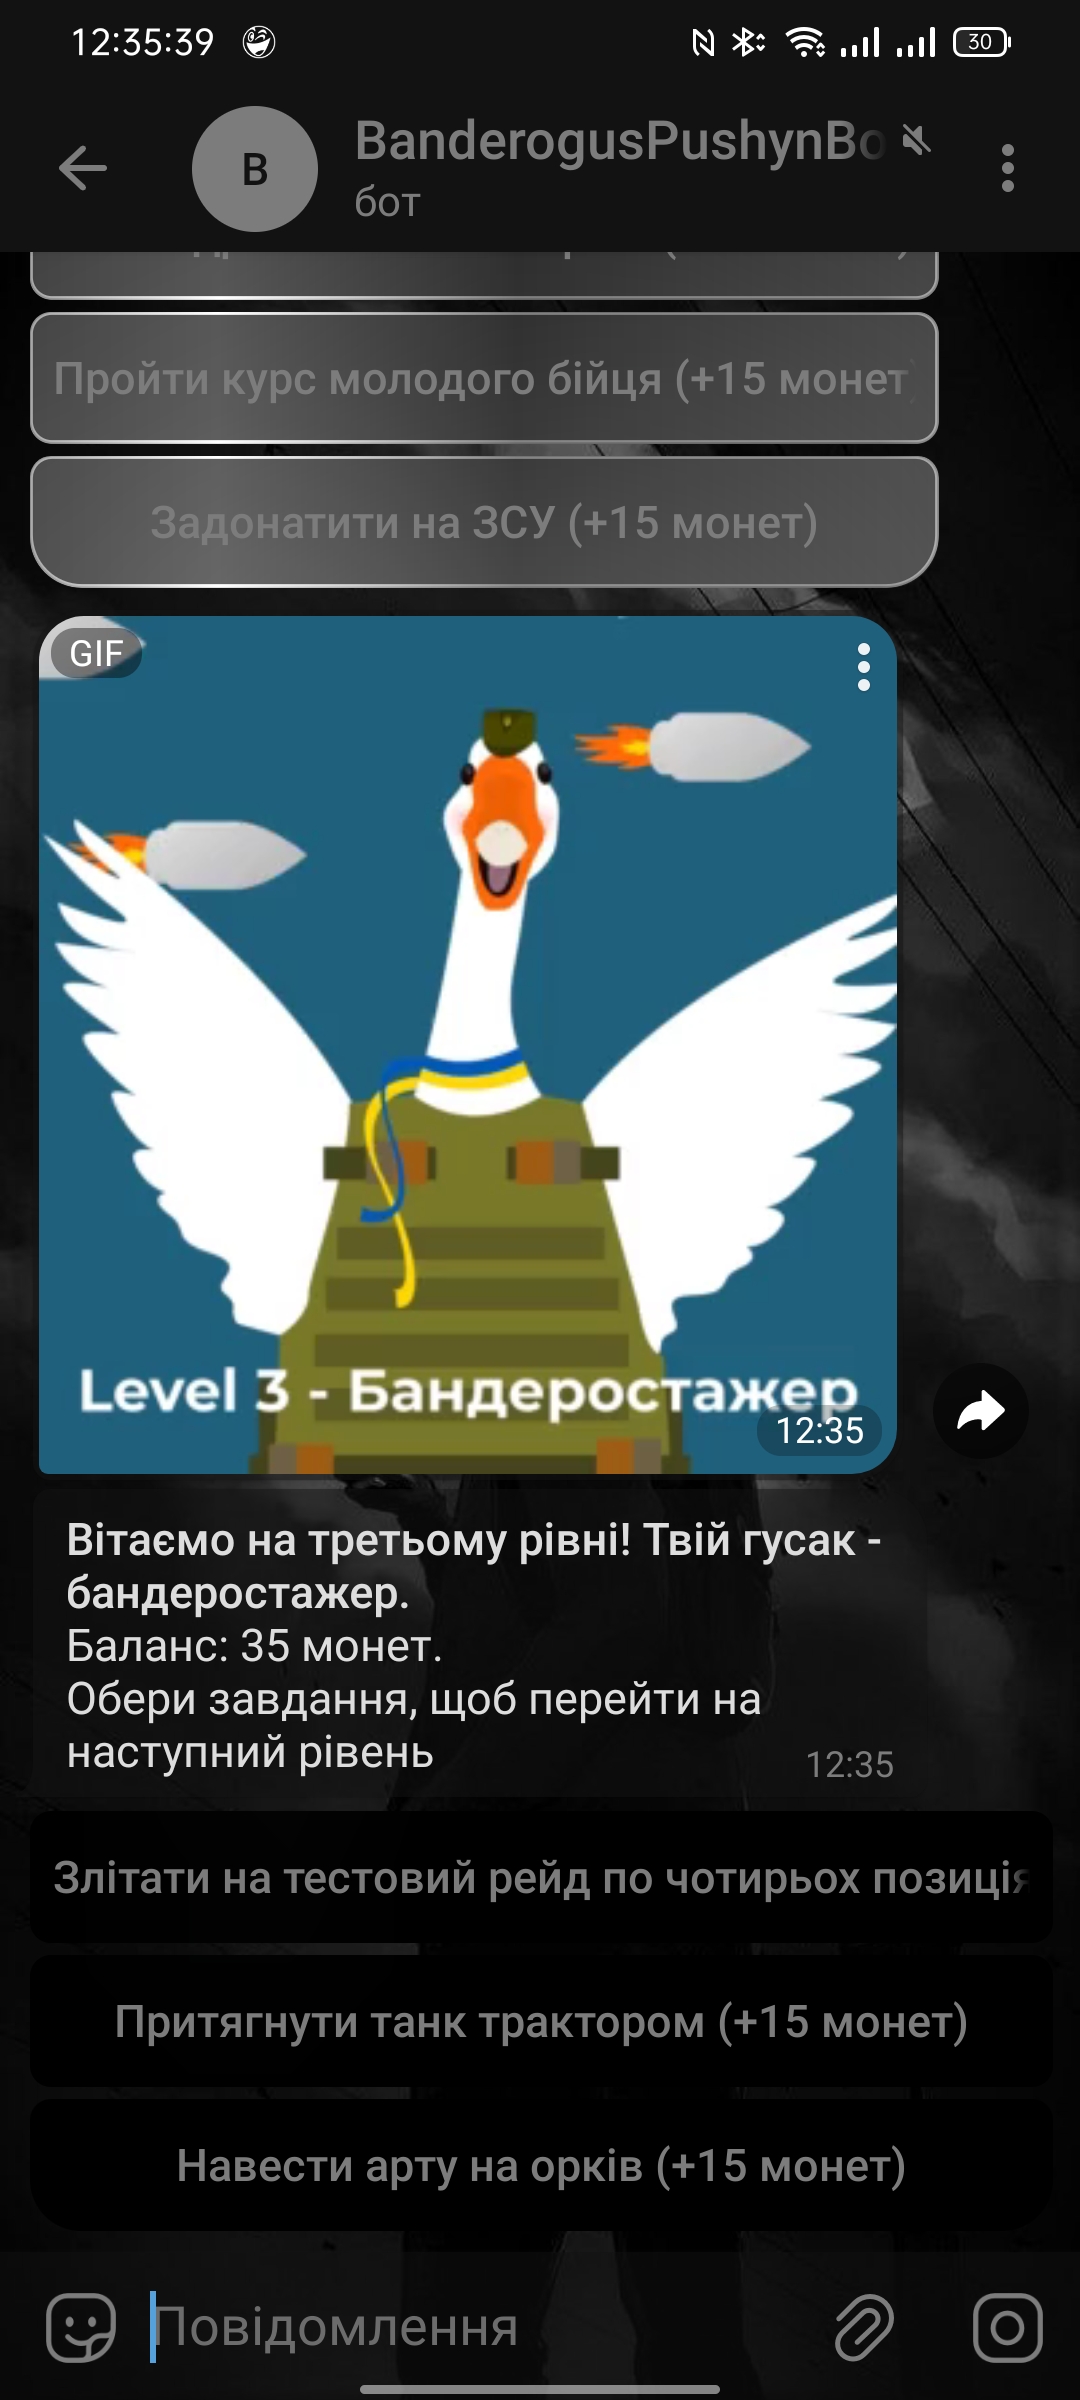 12:35:39
30
BanderogusPushynBo
B
бот
Пройти курс молодого бійця (+15 монет)
Задонатити на ЗСУ (+15 монет)
GIF
Level 3 - Бандеростажер
12:35
Вітаємо на третьому рівні! Твій гусак -
бандеростажер.
Баланс: 35 монет.
Обери завдання, щоб перейти на
наступний рівень
12:35
Злітати на тестовий рейд по чотирьох позиція
Притягнути танк трактором (+15 монет)
Навести арту на орків (+15 монет)
Повідомлення